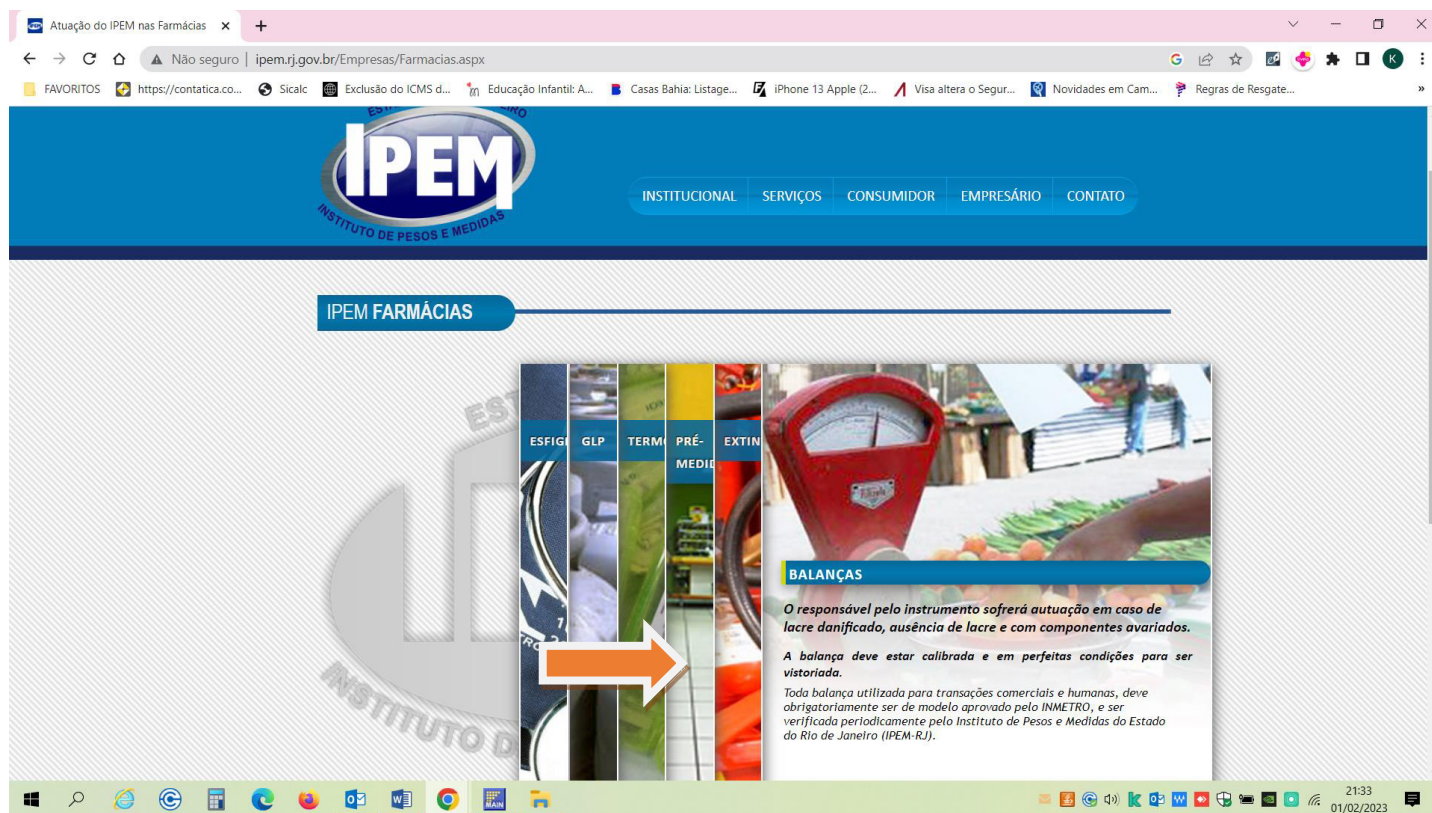 Atuação do IPEM nas Farmácias
Não seguro | ipem.rj.gov.br/Empresas/Farmacias.aspx
K
FAVORITOS https://contatica.co... Sicalc Exclusão do ICMS d... Educação Infantil: A... Casas Bahia: Listage... iPhone 13 Apple (2... Visa altera o Segur... Novidades em Cam... Regras de Resgate... »
IPEM
INSTITUTO DE PESOS E MEDIDAS
INSTITUCIONAL SERVIÇOS CONSUMIDOR EMPRESÁRIO CONTATO
IPEM FARMÁCIAS
ESFIG GLP TERM PRÉ- EXTIN
MEDI
BALANÇAS
O responsável pelo instrumento sofrerá autuação em caso de
lacre danificado, ausência de lacre e com componentes avariados.
A balança deve estar calibrada e em perfeitas condições para ser
vistoriada.
Toda balança utilizada para transações comerciais e humanas, deve
obrigatoriamente ser de modelo aprovado pelo INMETRO, e ser
verificada periodicamente pelo Instituto de Pesos e Medidas do Estado
do Rio de Janeiro (IPEM-RJ).
INSTITUTO D
MAIN
21:33
01/02/2023